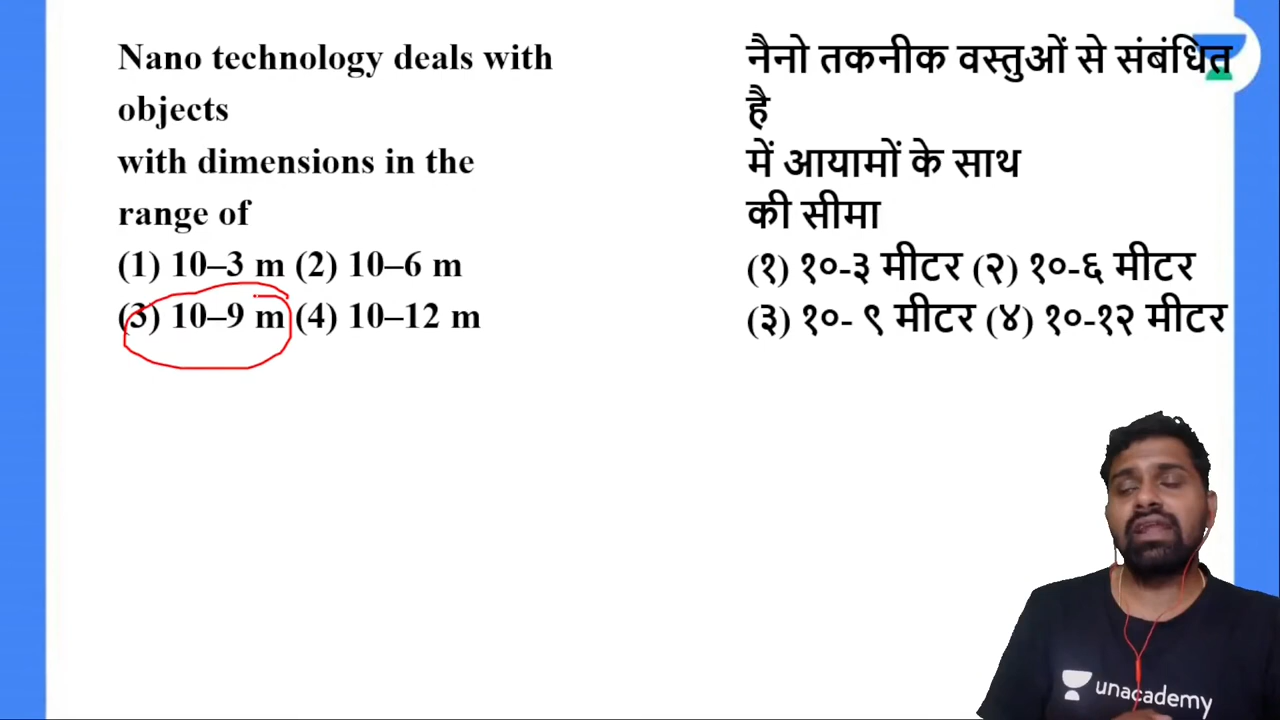 Nano technology deals with
objects
with dimensions in the
range of
(1) 10–3 m (2) 10–6 m
(3) 10–9 m (4) 10–12 m
नैनो तकनीक वस्तुओं से संबंधित
है
में आयामों के साथ
की सीमा
(१) १०-३ मीटर (२) १०-६ मीटर
(३) १०- ९ मीटर (४) १०-१२ मीटर
unacademy